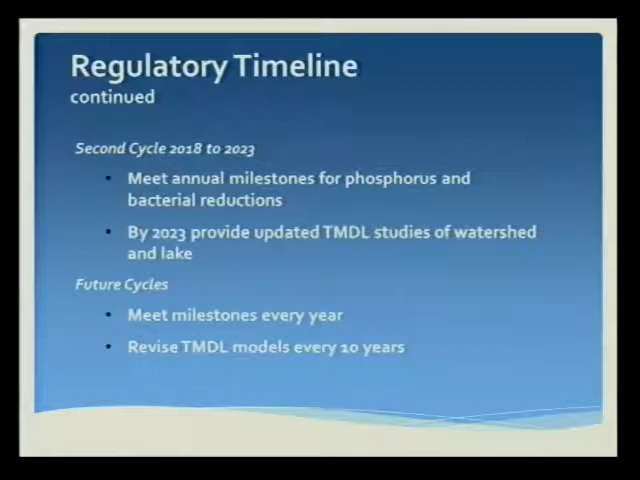 Regulatory Timeline
continued
Second Cycle 2018 to 2023
• Meet annual milestones for phosphorus and
bacterial reductions
• By 2023 provide updated TMDL studies of watershed
and lake
Future Cycles
• Meet milestones every year
• Revise TMDL models every 10 years